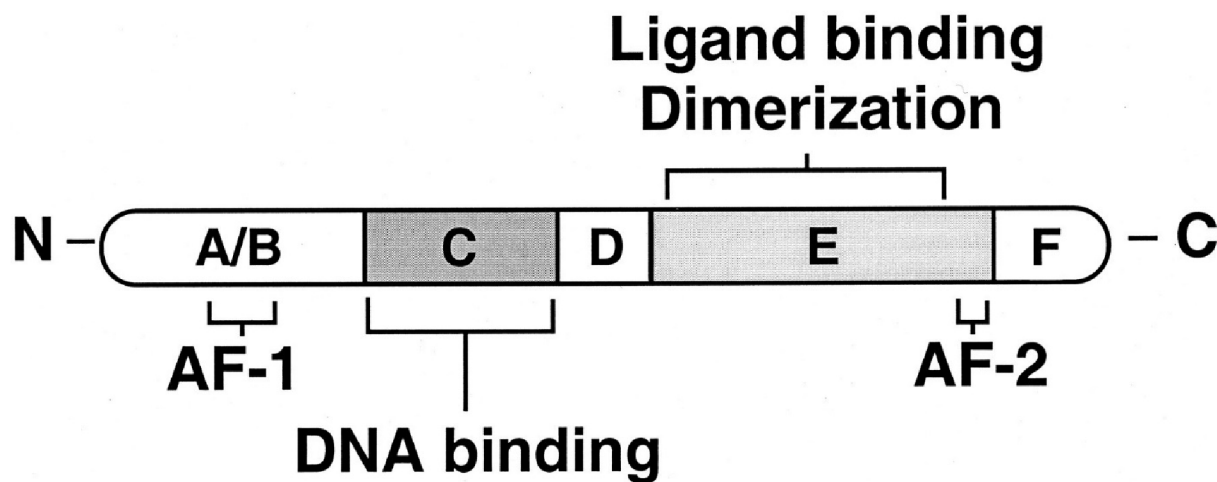 Ligand binding
Dimerization
N
A/B
C
D
E
F
C
AF-1
AF-2
DNA binding